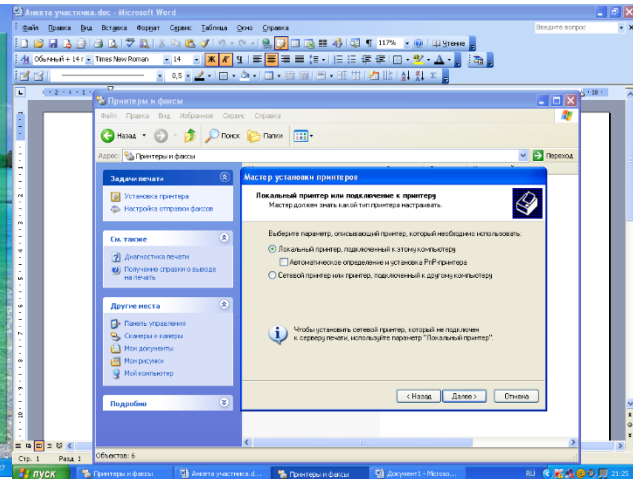 Анкета участника.doc - Microsoft Word
Файл Правка Вид Вставка Формат Сервис Таблица Окно Справка
Введите вопрос
117%
Чтение
Обычный + 14 г
Times New Roman
14
Ж К Ч
0,5
Принтеры и факсы
Файл Правка Вид Избранное Сервис Справка
Назад
Поиск
Папки
Адрес: Принтеры и факсы
Переход
Задачи печати
Установка принтера
Настройка отправки факсов
См. также
Диагностика печати
Получение справки о выводе
на печать
Другие места
Панель управления
Сканеры и камеры
Мои документы
Мои рисунки
Мой компьютер
Подробно
Мастер установки принтеров
Локальный принтер или подключение к принтеру
Мастер должен знать какой тип принтера настраивать.
Выберите параметр, описывающий принтер, который необходимо использовать:
Локальный принтер, подключенный к этому компьютеру
Автоматическое определение и установка PnP-принтера
Сетевой принтер или принтер, подключенный к другому компьютеру
Чтобы установить сетевой принтер, который не подключен
к серверу печати, используйте параметр "Локальный принтер".
< Назад
Далее >
Отмена
Объектов: 6
Стр. 1 Разд 1
пуск
Принтеры и факсы
Анкета участника.d...
Принтеры и факсы
Документ1 - Microso...
RU
21:25